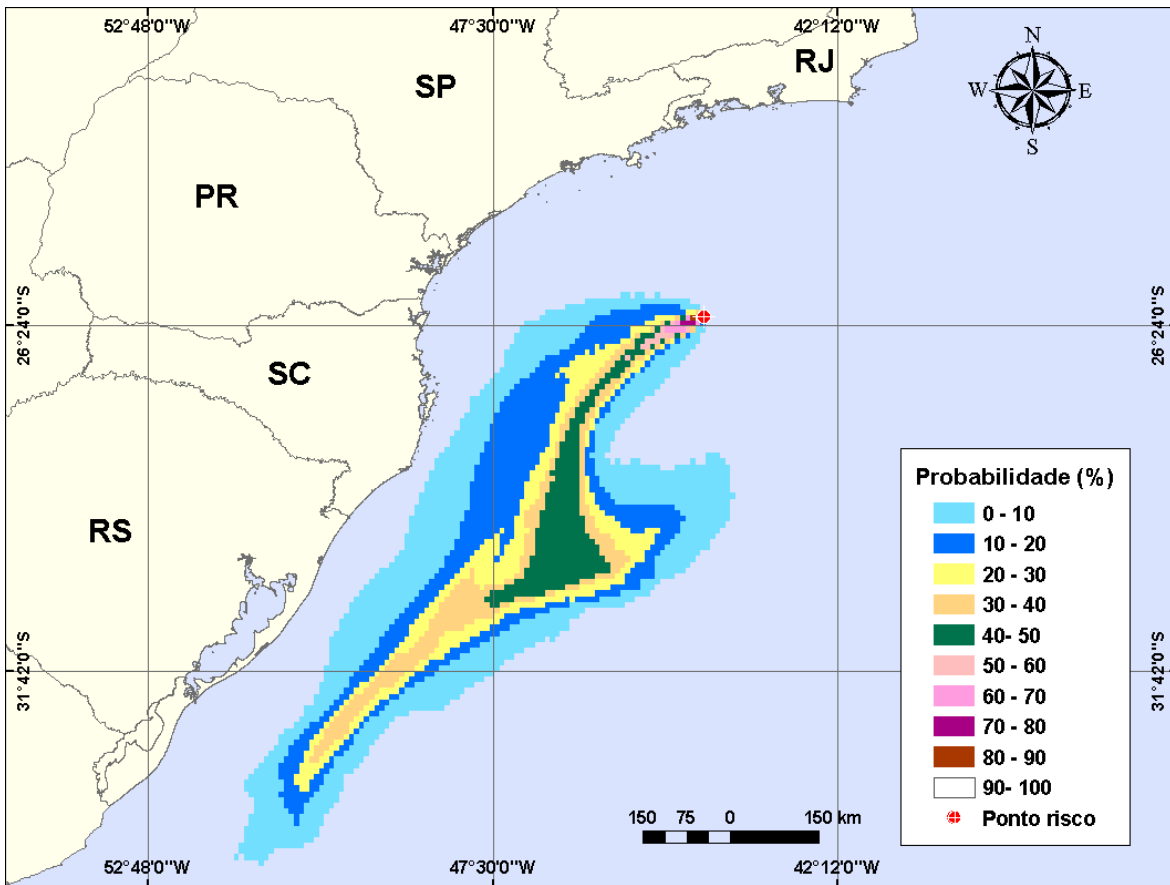 52°48'0"W 47°30'0"W 42°12'0"W
RJ
SP
N
W E
S
PR
26°24'0"S 26°24'0"S
SC
RS
Probabilidade (%)
0 - 10
10 - 20
20 - 30
30 - 40
40- 50
50 - 60
60 - 70
70 - 80
80 - 90
90- 100
Ponto risco
31°42'0"S 31°42'0"S
150 75 0 150 km
52°48'0"W 47°30'0"W 42°12'0"W